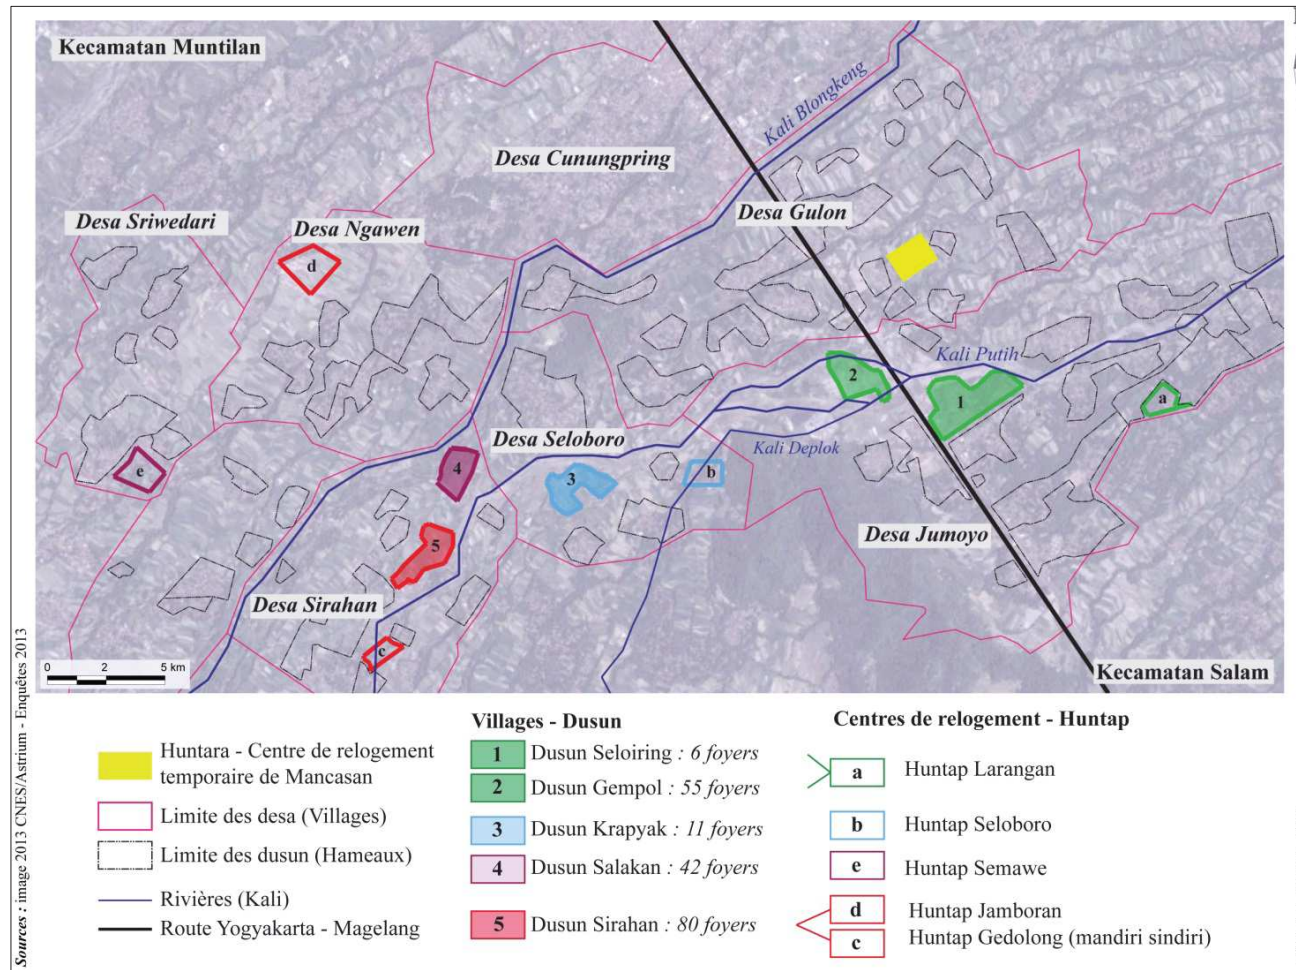 Kecamatan Muntilan
Kali Blongkeng
Desa Cunungpring
Desa Sriwedari
Desa Ngawen
Desa Gulon
d
Kali Putih
2
1
a
Desa Seloboro
Kali Deplok
e
4
3
b
5
Desa Jumoyo
Desa Sirahan
c
0 2 5 km
Kecamatan Salam
Sources : image 2013 CNES/Astrium - Enquêtes 2013
Huntara - Centre de relogement
temporaire de Mancasan
Limite des desa (Villages)
Limite des dusun (Hameaux)
Rivières (Kali)
Route Yogyakarta - Magelang
Villages - Dusun
1 Dusun Seloiring : 6 foyers
2 Dusun Gempol : 55 foyers
3 Dusun Krapyak : 11 foyers
4 Dusun Salakan : 42 foyers
5 Dusun Sirahan : 80 foyers
Centres de relogement - Huntap
a Huntap Larangan
b Huntap Seloboro
e Huntap Semawe
d Huntap Jamboran
c Huntap Gedolong (mandiri sindiri)